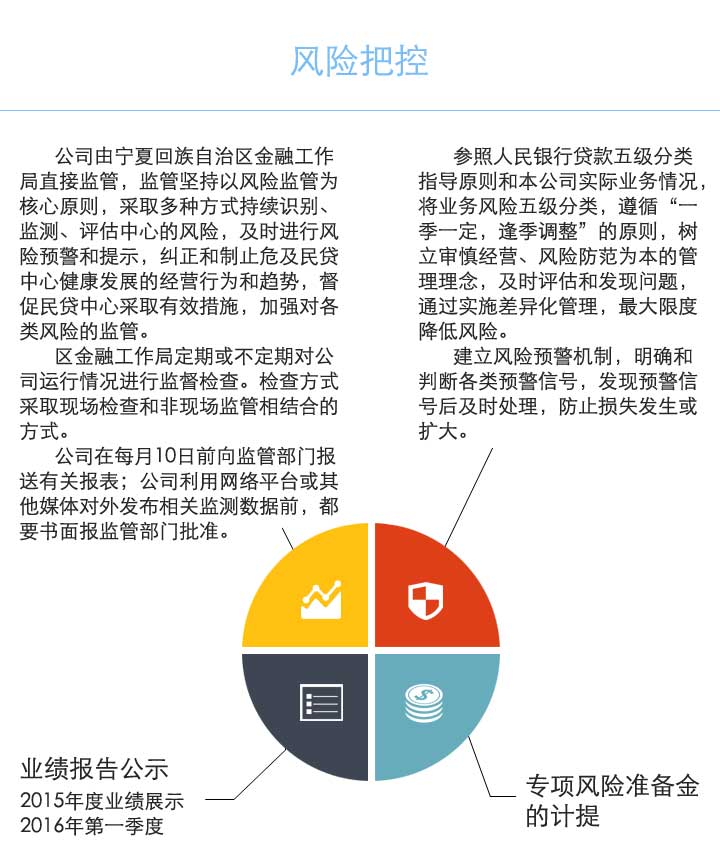 风险把控
公司由宁夏回族自治区金融工作
局直接监管，监管坚持以风险监管为
核心原则，采取多种方式持续识别、
监测、评估中心的风险，及时进行风
险预警和提示，纠正和制止危及民贷
中心健康发展的经营行为和趋势，督
促民贷中心采取有效措施，加强对各
类风险的监管。
区金融工作局定期或不定期对公
司运行情况进行监督检查。检查方式
采取现场检查和非现场监管相结合的
方式。
公司在每月10日前向监管部门报
送有关报表；公司利用网络平台或其
他媒体对外发布相关监测数据前，都
要书面报监管部门批准。
参照人民银行贷款五级分类
指导原则和本公司实际业务情况，
将业务风险五级分类，遵循“一
季一定，逢季调整”的原则，树
立审慎经营、风险防范为本的管
理理念，及时评估和发现问题，
通过实施差异化管理，最大限度
降低风险。
建立风险预警机制，明确和
判断各类预警信号，发现预警信
号后及时处理，防止损失发生或
扩大。
业绩报告公示
2015年度业绩展示
2016年第一季度
专项风险准备金
的计提